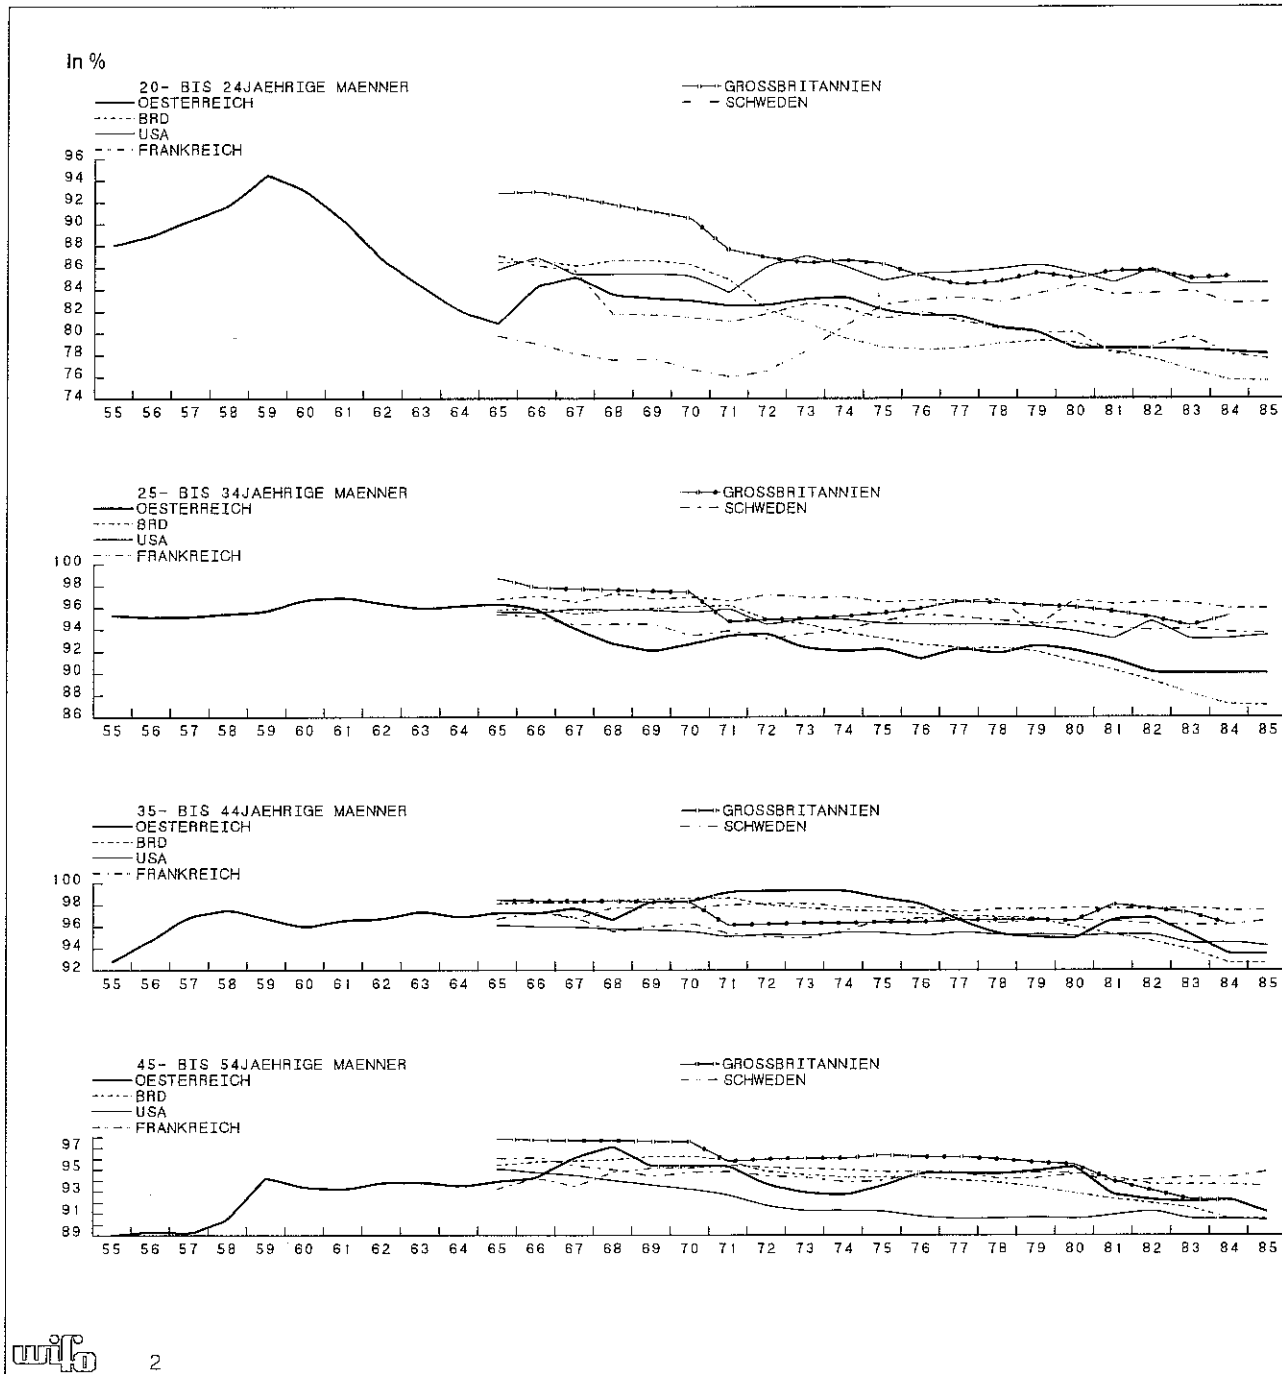 In %
20- BIS 24JAEHRIGE MAENNER
OESTERREICH
BRD
USA
FRANKREICH
GROSSBRITANNIEN
SCHWEDEN
96
94
92
90
88
86
84
82
80
78
76
74
55 56 57 58 59 60 61 62 63 64 65 66 67 68 69 70 71 72 73 74 75 76 77 78 79 80 81 82 83 84 85
25- BIS 34JAEHRIGE MAENNER
OESTERREICH
BRD
USA
FRANKREICH
GROSSBRITANNIEN
SCHWEDEN
100
98
96
94
92
90
88
86
55 56 57 58 59 60 61 62 63 64 65 66 67 68 69 70 71 72 73 74 75 76 77 78 79 80 81 82 83 84 85
35- BIS 44JAEHRIGE MAENNER
OESTERREICH
BRD
USA
FRANKREICH
GROSSBRITANNIEN
SCHWEDEN
100
98
96
94
92
55 56 57 58 59 60 61 62 63 64 65 66 67 68 69 70 71 72 73 74 75 76 77 78 79 80 81 82 83 84 85
45- BIS 54JAEHRIGE MAENNER
OESTERREICH
BRD
USA
FRANKREICH
GROSSBRITANNIEN
SCHWEDEN
97
95
93
91
89
55 56 57 58 59 60 61 62 63 64 65 66 67 68 69 70 71 72 73 74 75 76 77 78 79 80 81 82 83 84 85
wifo 2